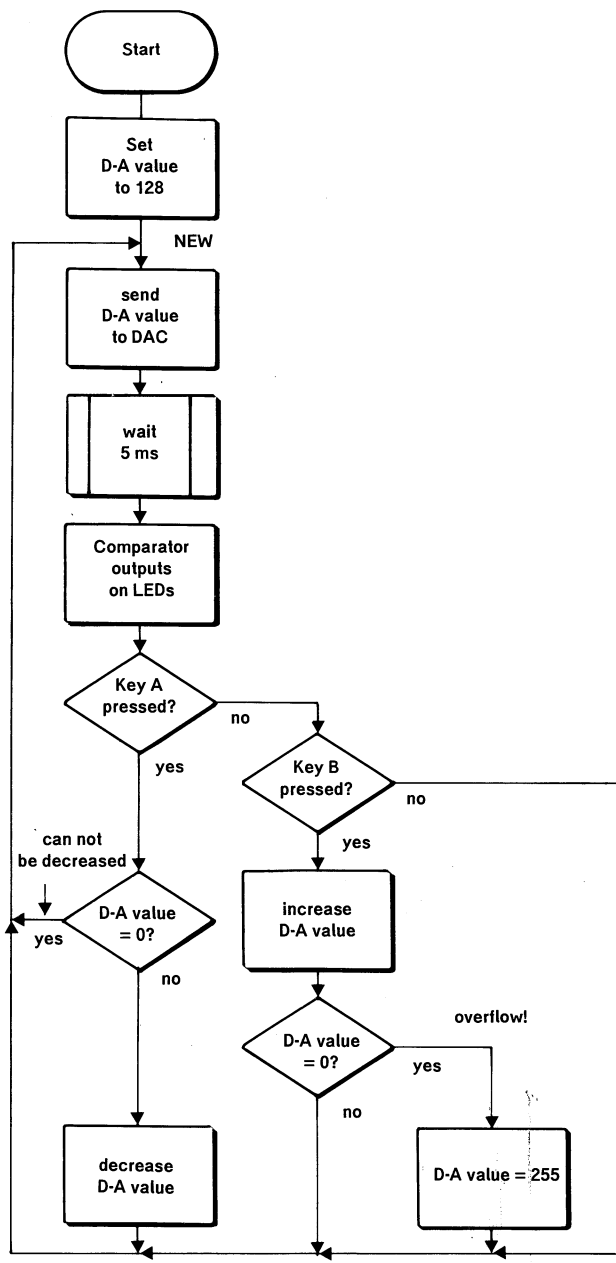 Start
Set
D-A value
to 128
NEW
send
D-A value
to DAC
wait
5 ms
Comparator
outputs
on LEDs
Key A
pressed?
no
yes
Key B
pressed?
no
yes
can not
be decreased
D-A value
= 0?
yes
no
increase
D-A value
D-A value
= 0?
overflow!
yes
no
decrease
D-A value
D-A value = 255